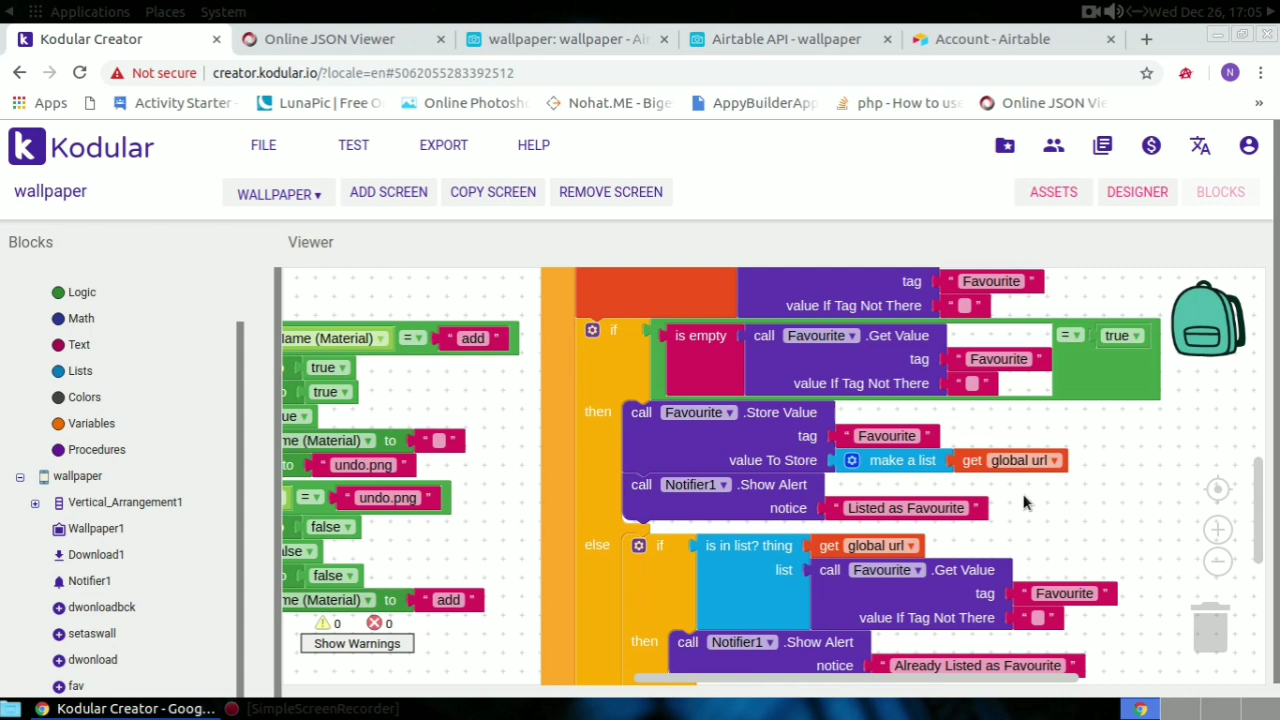 Applications Places System Wed Dec 26, 17:05
Kodular Creator Online JSON Viewer wallpaper: wallpaper - Ai Airtable API - wallpaper Account - Airtable
Not secure creator.kodular.io/?locale=en#5062055283392512 N
Apps Activity Starter LunaPic | Free O Online Photosh Nohat.ME - Bige AppyBuilderApp php - How to use Online JSON Vie »
k Kodular FILE TEST EXPORT HELP
wallpaper WALLPAPER ADD SCREEN COPY SCREEN REMOVE SCREEN ASSETS DESIGNER BLOCKS
Blocks Viewer
Logic
Math
Text
Lists
Colors
Variables
Procedures
wallpaper
Vertical_Arrangement1
Wallpaper1
Download1
Notifier1
dwonloadbck
setaswall
dwonload
fav
lame (Material) = “ add ”
true
true
ue
me (Material) to “ ”
to “ undo.png ”
= “ undo.png ”
false
alse
false
me (Material) to “ add ”
0 0
Show Warnings
tag “ Favourite ”
value If Tag Not There “ ”
if is empty call Favourite .Get Value = true
tag “ Favourite ”
value If Tag Not There “ ”
then call Favourite .Store Value
tag “ Favourite ”
value To Store make a list get global url
call Notifier1 .Show Alert
notice “ Listed as Favourite ”
else if is in list? thing get global url
list call Favourite .Get Value
tag “ Favourite ”
value If Tag Not There “ ”
then call Notifier1 .Show Alert
notice “ Already Listed as Favourite ”
Kodular Creator - Goog... [SimpleScreenRecorder]